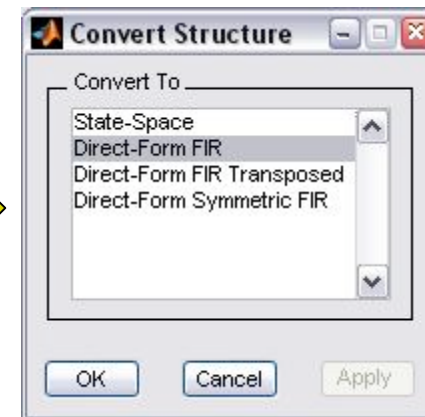 Convert Structure
Convert To
State-Space
Direct-Form FIR
Direct-Form FIR Transposed
Direct-Form Symmetric FIR
OK Cancel Apply